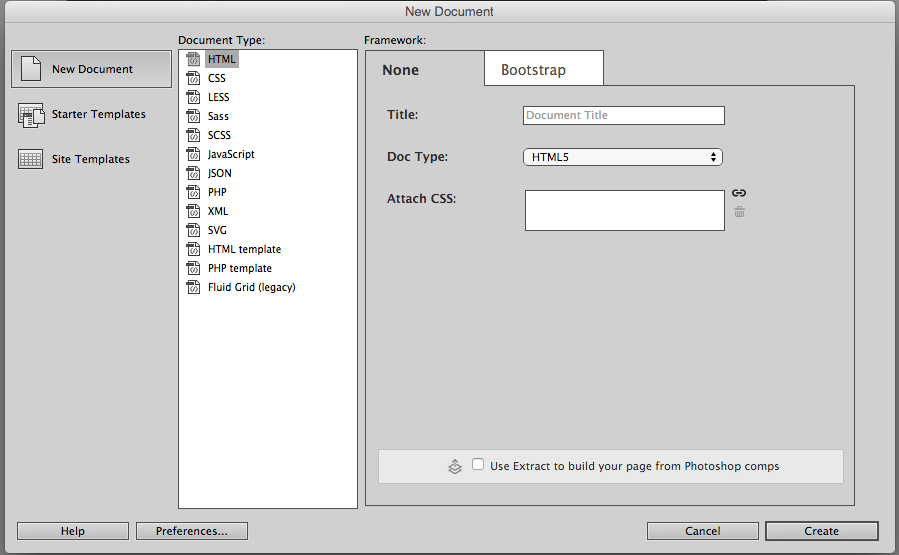 New Document
New Document
Starter Templates
Site Templates
Document Type:
HTML
CSS
LESS
Sass
SCSS
JavaScript
JSON
PHP
XML
SVG
HTML template
PHP template
Fluid Grid (legacy)
Framework:
None
Bootstrap
Title:
Document Title
Doc Type:
HTML5
Attach CSS:
Use Extract to build your page from Photoshop comps
Help
Preferences...
Cancel
Create